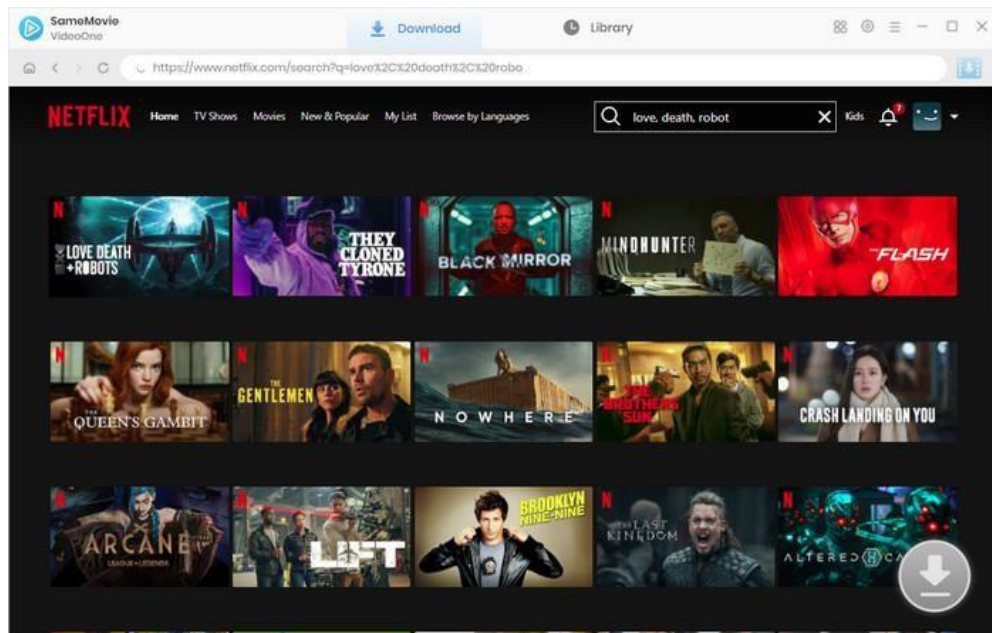 SameMovie
VideoOne
Download
Library
https://www.netflix.com/search?q=love%2C%20death%2C%20robo
NETFLIX
Home TV Shows Movies New & Popular My List Browse by Languages
love, death, robot
Kids
7
N
LOVE DEATH
+ROBOTS
N
THEY
CLONED
TYRONE
N
BLACK MIRROR
N
MINDHUNTER
THE
FLASH
N
THE
QUEEN'S GAMBIT
N
THE
GENTLEMEN
N
NOWHERE
N
THE
BROTHERS
SUN
N
CRASH LANDING ON YOU
N
ARCANE
LEAGUE OF LEGENDS
N
LIFT
BROOKLYN
NINE-NINE
N
THE LAST
KINGDOM
N